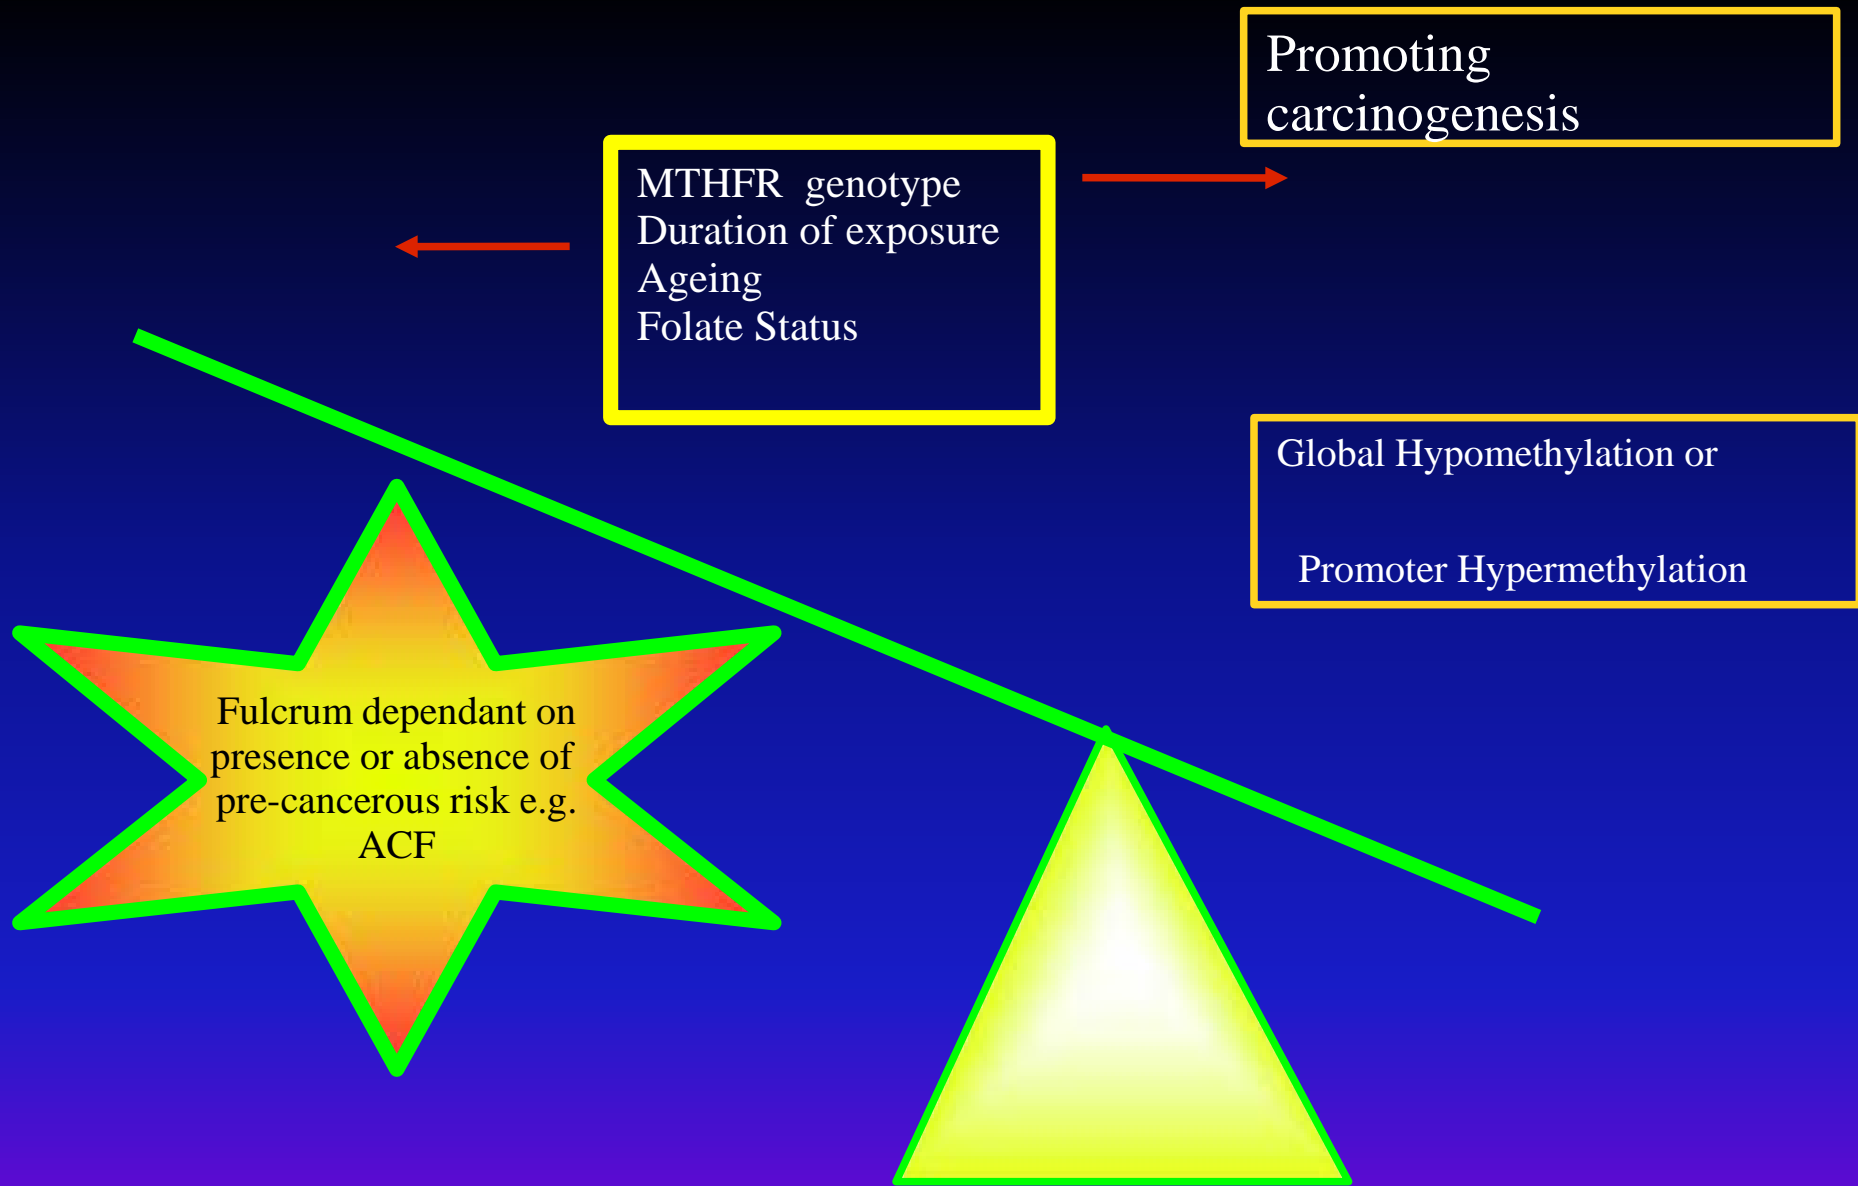 Promoting
carcinogenesis
MTHFR genotype
Duration of exposure
Ageing
Folate Status
Global Hypomethylation or
Promoter Hypermethylation
Fulcrum dependant on
presence or absence of
pre-cancerous risk e.g.
ACF